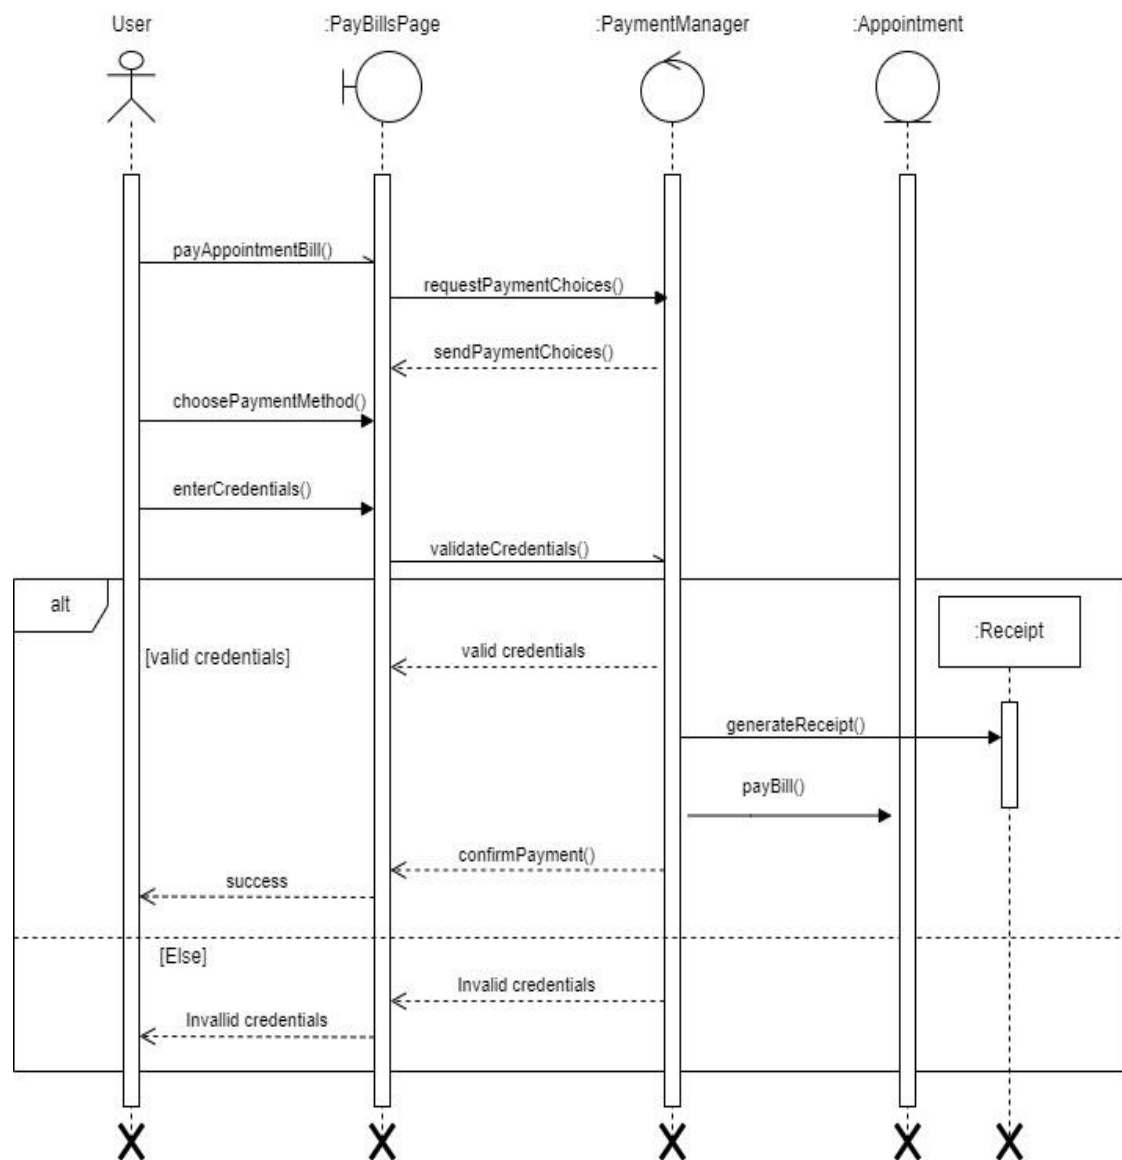 User
:PayBillsPage
:PaymentManager
:Appointment
payAppointmentBill()
requestPaymentChoices()
sendPaymentChoices()
choosePaymentMethod()
enterCredentials()
validateCredentials()
alt
:Receipt
[valid credentials]
valid credentials
generateReceipt()
payBill()
confirmPayment()
success
[Else]
Invalid credentials
Invallid credentials